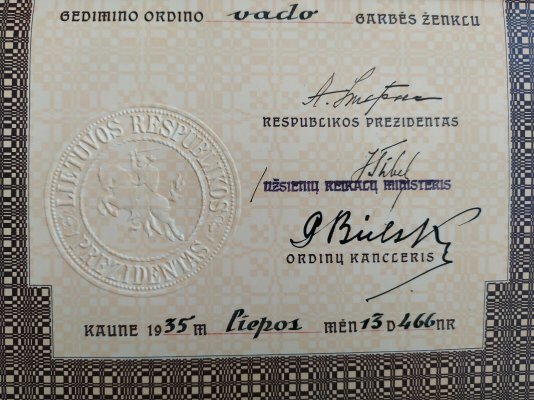 GEDIMINO ORDINO vado GARBĖS ŽENKLU
A. Smetona
RESPUBLIKOS PREZIDENTAS
UŽSIENIŲ REIKALŲ MINISTERIS
ORDINŲ KANCLERIS
LIETUVOS RESPUBLIKOS
PREZIDENTAS
KAUNE 1935 M Liepos MĖN 13 D 466 NR